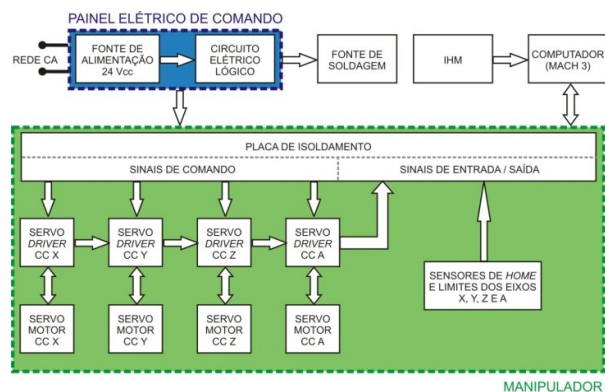 PAINEL ELÉTRICO DE COMANDO
REDE CA
FONTE DE
ALIMENTAÇÃO
24 Vcc
CIRCUITO
ELÉTRICO
LÓGICO
FONTE DE
SOLDAGEM
IHM
COMPUTADOR
(MACH 3)
PLACA DE ISOLDAMENTO
SINAIS DE COMANDO
SINAIS DE ENTRADA / SAÍDA
SERVO
DRIVER
CC X
SERVO
DRIVER
CC Y
SERVO
DRIVER
CC Z
SERVO
DRIVER
CC A
SENSORES DE HOME
E LIMITES DOS EIXOS
X, Y, Z E A
SERVO
MOTOR
CC X
SERVO
MOTOR
CC Y
SERVO
MOTOR
CC Z
SERVO
MOTOR
CC A
MANIPULADOR